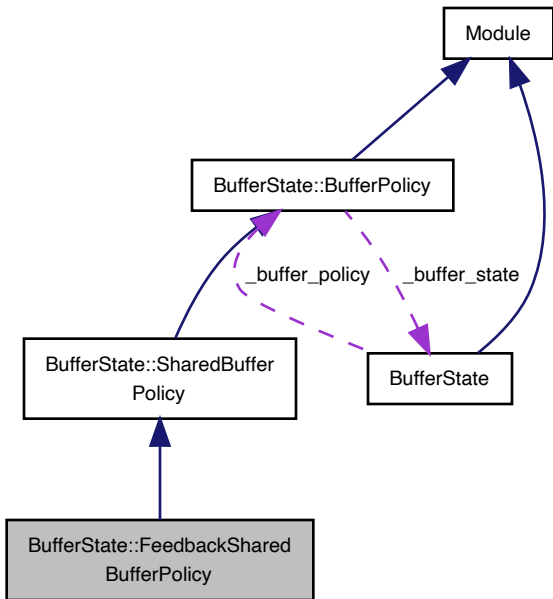 Module
BufferState::BufferPolicy
_buffer_policy
_buffer_state
BufferState::SharedBuffer
Policy
BufferState
BufferState::FeedbackShared
BufferPolicy